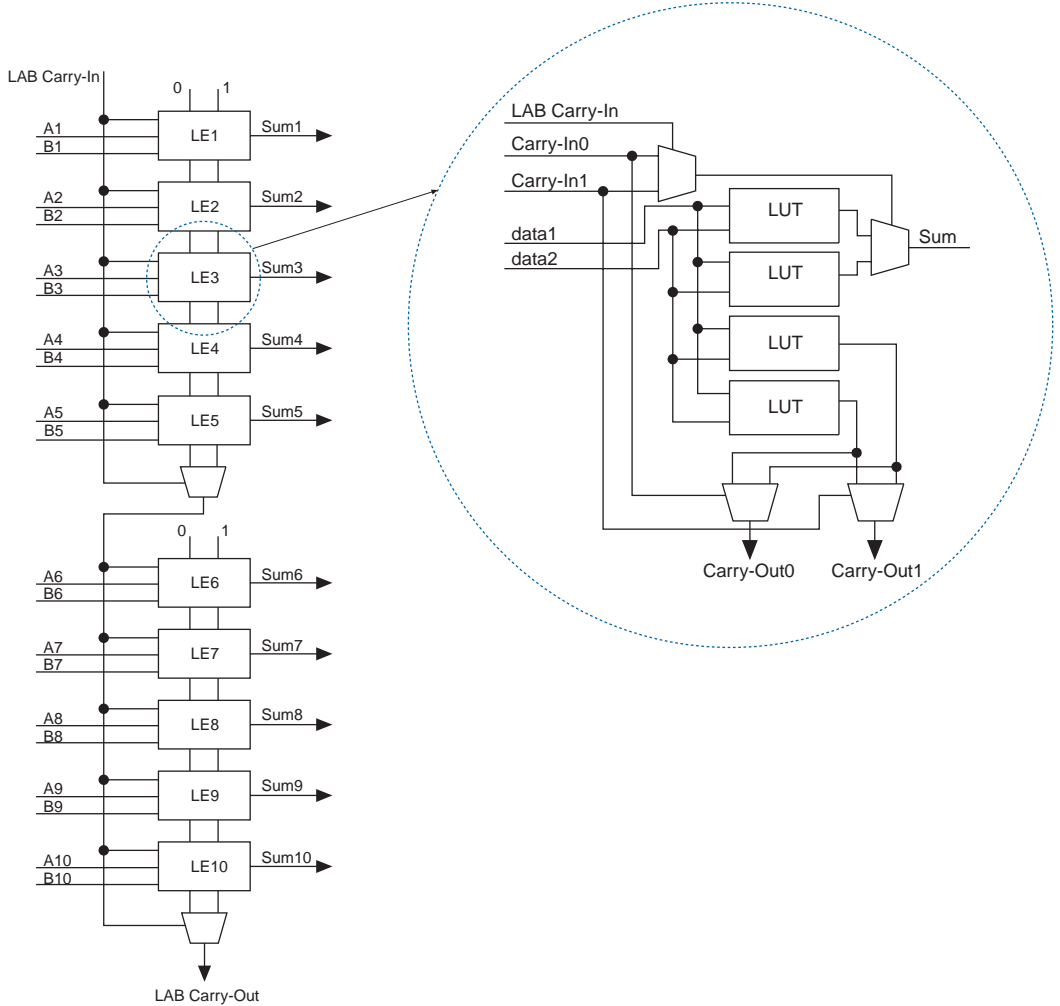 LAB Carry-In
0 1
A1
B1
LE1
Sum1
A2
B2
LE2
Sum2
A3
B3
LE3
Sum3
A4
B4
LE4
Sum4
A5
B5
LE5
Sum5
0 1
A6
B6
LE6
Sum6
A7
B7
LE7
Sum7
A8
B8
LE8
Sum8
A9
B9
LE9
Sum9
A10
B10
LE10
Sum10
LAB Carry-Out
LAB Carry-In
Carry-In0
Carry-In1
data1
data2
LUT
LUT
LUT
LUT
Sum
Carry-Out0 Carry-Out1